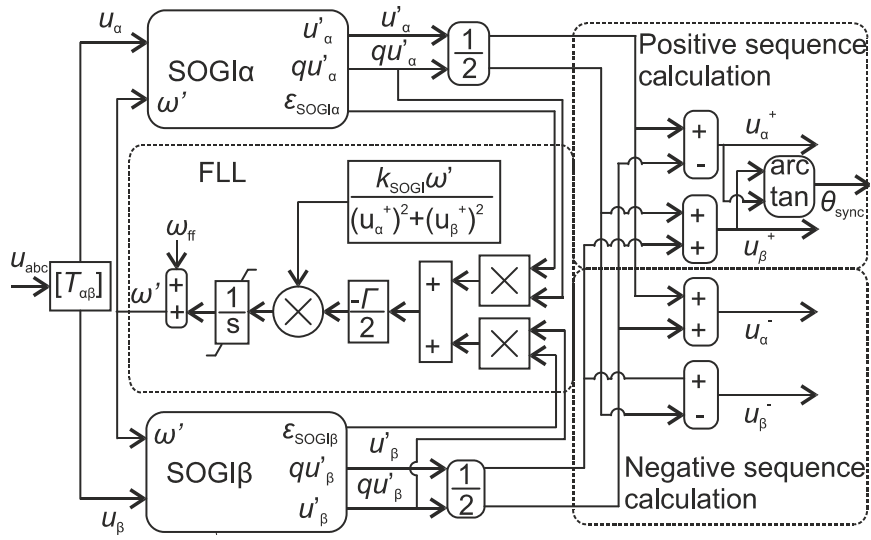 u_α
SOGIα
ω'
u'_α
qu'_α
ε_SOGIα
u'_α
qu'_α
1
2
Positive sequence
calculation
+
-
u_α^+
arc
tan
θ_sync
+
+
u_β^+
FLL
k_SOGI ω'
(u_α^+)^2+(u_β^+)^2
u_abc
[T_αβ]
ω'
ω_ff
+
+
1
s
×
-Γ
2
+
+
×
×
+
+
u_α^-
+
-
u_β^-
ω'
SOGIβ
u_β
ε_SOGIβ
qu'_β
u'_β
u'_β
qu'_β
1
2
Negative sequence
calculation